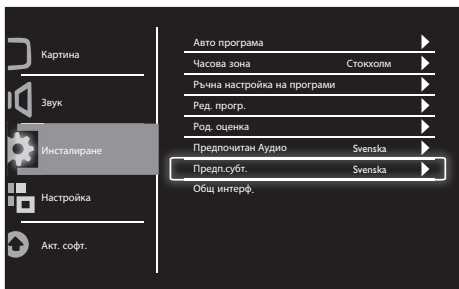 Картина
Звук
Инсталиране
Настройка
Акт. софт.
Авто програма
Часова зона Стокхолм
Ръчна настройка на програми
Ред. прогр.
Род. оценка
Предпочитан Аудио Svenska
Предп.субт. Svenska
Общ интерф.